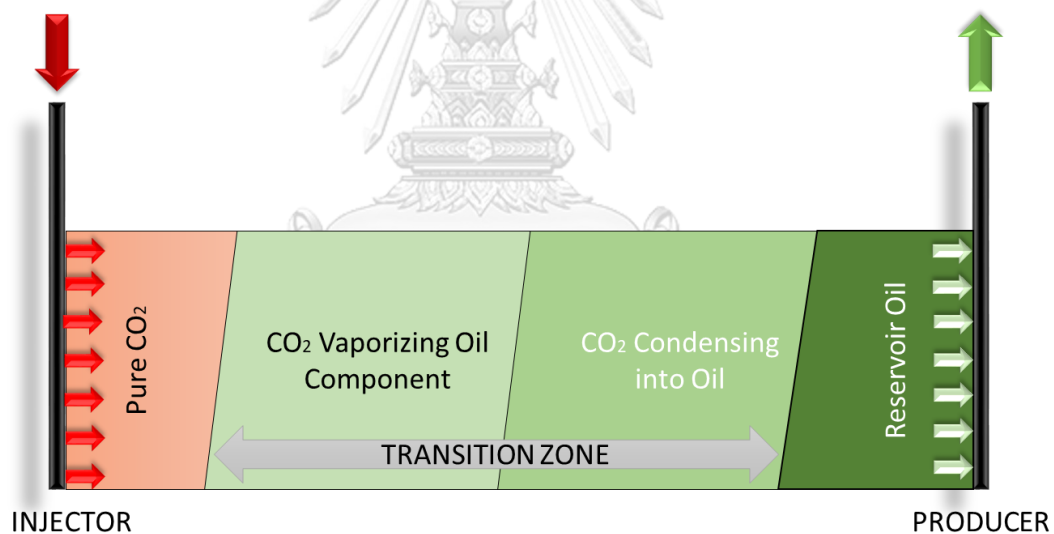 Pure CO₂
CO₂ Vaporizing Oil
Component
CO₂ Condensing
into Oil
Reservoir Oil
TRANSITION ZONE
INJECTOR
PRODUCER